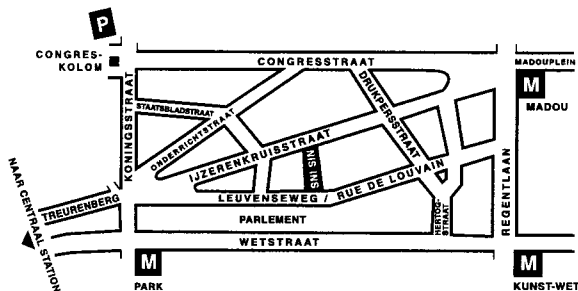 P
CONGRES-
KOLOM
CONGRESSTRAAT
MADOUPLEIN
M
MADOU
KONINGSSTRAAT
STAATSBLADSTRAAT
ONDERRICHTSTRAAT
DRUKPERSSTRAAT
IJZERENKRUISSTRAAT
NIS INS
LEUVENSEWEG / RUE DE LOUVAIN
REGENTLAAN
HERTOG-
STRAAT
TREURENBERG
PARLEMENT
WETSTRAAT
NAAR CENTRAAL STATION
M
PARK
M
KUNST-WET